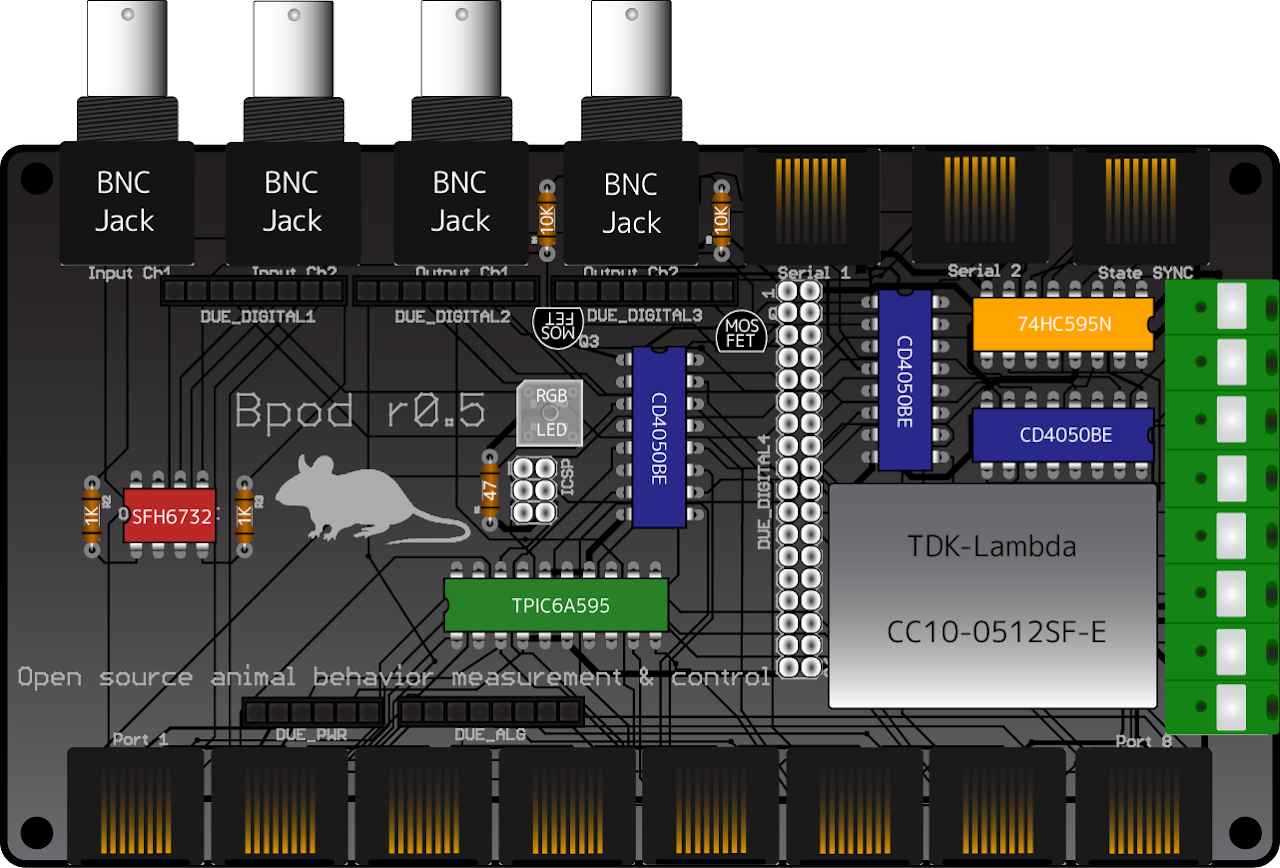 BNC
Jack
BNC
Jack
BNC
Jack
BNC
Jack
10K
10K
Input Ch1
Input Ch2
Output Ch1
Output Ch2
Serial 1
Serial 2
State SYNC
DUE_DIGITAL1
DUE_DIGITAL2
DUE_DIGITAL3
MOS
FET
Q3
MOS
FET
1
74HC595N
CD4050BE
CD4050BE
CD4050BE
RGB
LED
Bpod r0.5
ICSP
47
DUE_DIGITAL4
1K
R2
SFH6732
1K
R3
TDK-Lambda
CC10-0512SF-E
TPIC6A595
Open source animal behavior measurement & control
DUE_PWR
DUE_ALG
Port 1
Port 8